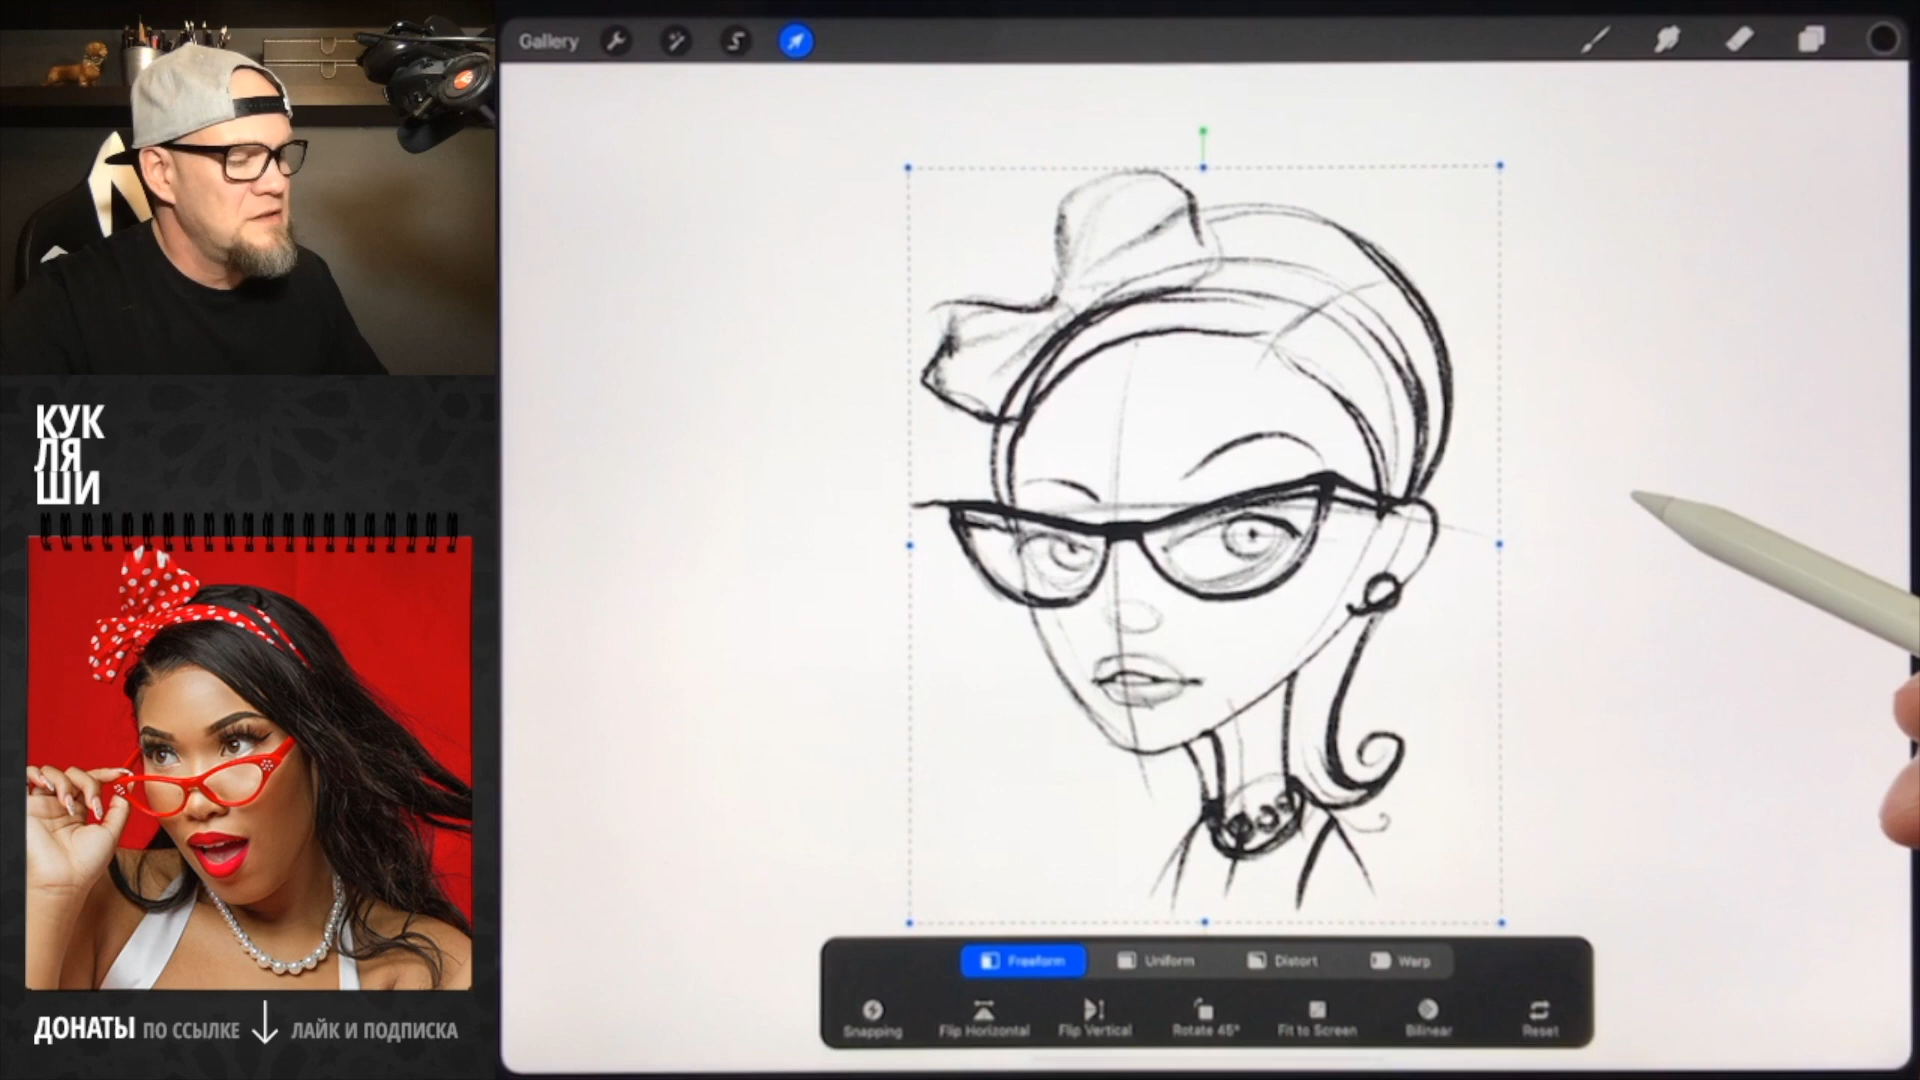 Gallery
КУК
ЛЯ
ШИ
Freeform Uniform Distort Warp
Snapping Flip Horizontal Flip Vertical Rotate 45° Fit to Screen Bilinear Reset
ДОНАТЫ ПО ССЫЛКЕ ЛАЙК И ПОДПИСКА